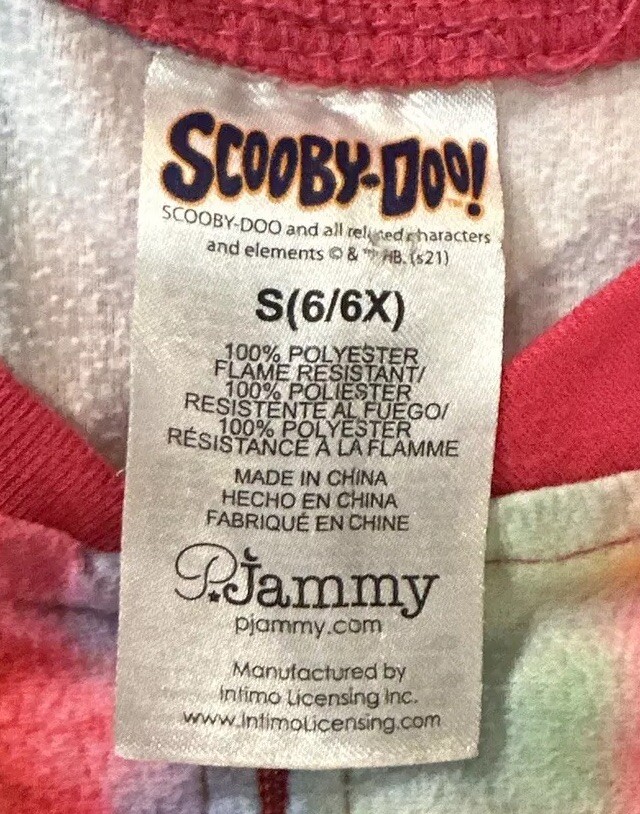 SCOOBY-DOO!
SCOOBY-DOO and all related characters
and elements © & ™ HB. (s21)
S(6/6X)
100% POLYESTER
FLAME RESISTANT/
100% POLIESTER
RESISTENTE AL FUEGO/
100% POLYESTER
RÉSISTANCE À LA FLAMME
MADE IN CHINA
HECHO EN CHINA
FABRIQUÉ EN CHINE
PJammy
pjammy.com
Manufactured by
Intimo Licensing Inc.
www.IntimoLicensing.com